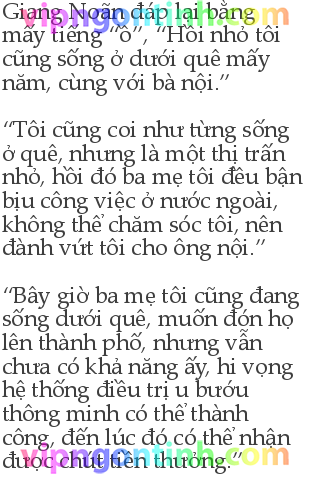 Giang Noãn đáp lại bằng
mấy tiếng “ồ”, “Hồi nhỏ tôi
cũng sống ở dưới quê mấy
năm, cùng với bà nội.”
“Tôi cũng coi như từng sống
ở quê, nhưng là một thị trấn
nhỏ, hồi đó ba mẹ tôi đều bận
bịu công việc ở nước ngoài,
không thể chăm sóc tôi, nên
đành vứt tôi cho ông nội.”
“Bây giờ ba mẹ tôi cũng đang
sống dưới quê, muốn đón họ
lên thành phố, nhưng vẫn
chưa có khả năng ấy, hi vọng
hệ thống điều trị u bướu
thông minh có thể thành
công, đến lúc đó có thể nhận
được chút tiền thưởng.”
vipngontinh.com
vipngontinh.com